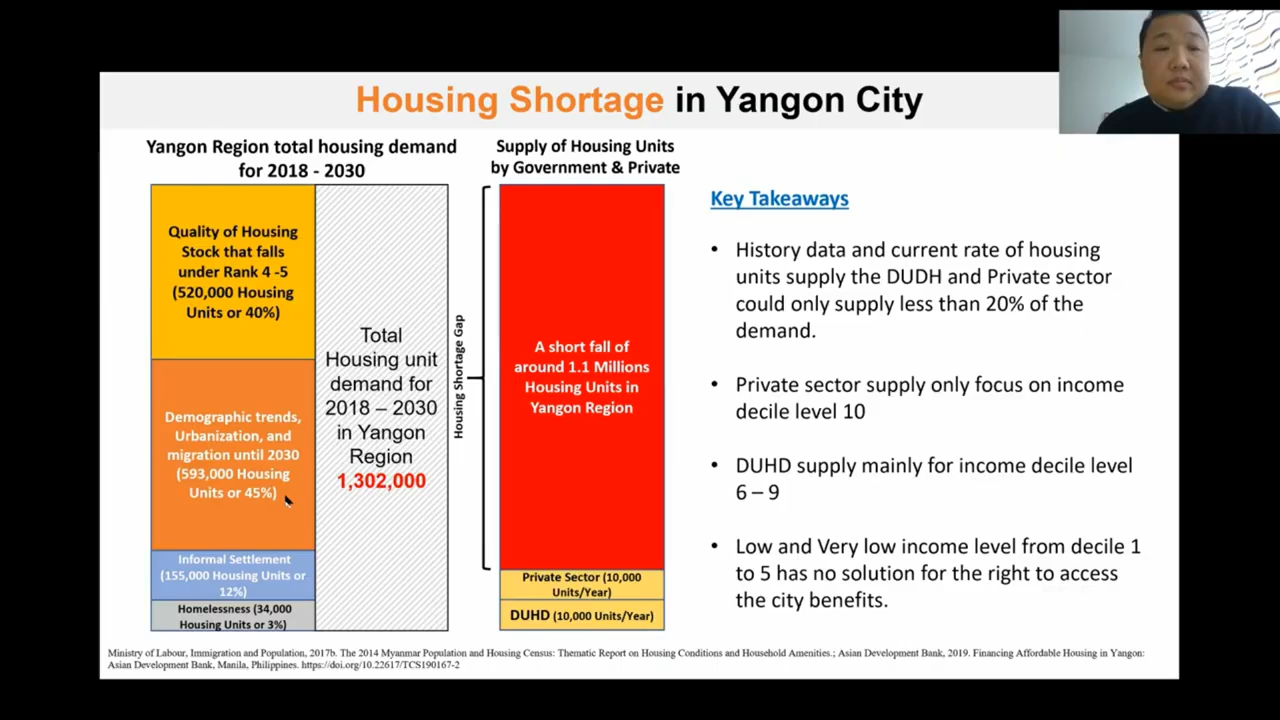 Housing Shortage in Yangon City
Yangon Region total housing demand
for 2018 - 2030
Quality of Housing
Stock that falls
under Rank 4 -5
(520,000 Housing
Units or 40%)
Demographic trends,
Urbanization, and
migration until 2030
(593,000 Housing
Units or 45%)
Informal Settlement
(155,000 Housing Units or
12%)
Homelessness (34,000
Housing Units or 3%)
Total
Housing unit
demand for
2018 – 2030
in Yangon
Region
1,302,000
Housing Shortage Gap
Supply of Housing Units
by Government & Private
A short fall of
around 1.1 Millions
Housing Units in
Yangon Region
Private Sector (10,000
Units/Year)
DUHD (10,000 Units/Year)
Key Takeaways
• History data and current rate of housing
units supply the DUDH and Private sector
could only supply less than 20% of the
demand.
• Private sector supply only focus on income
decile level 10
• DUHD supply mainly for income decile level
6 – 9
• Low and Very low income level from decile 1
to 5 has no solution for the right to access
the city benefits.
Ministry of Labour, Immigration and Population, 2017b. The 2014 Myanmar Population and Housing Census: Thematic Report on Housing Conditions and Household Amenities.; Asian Development Bank, 2019. Financing Affordable Housing in Yangon:
Asian Development Bank, Manila, Philippines. https://doi.org/10.22617/TCS190167-2